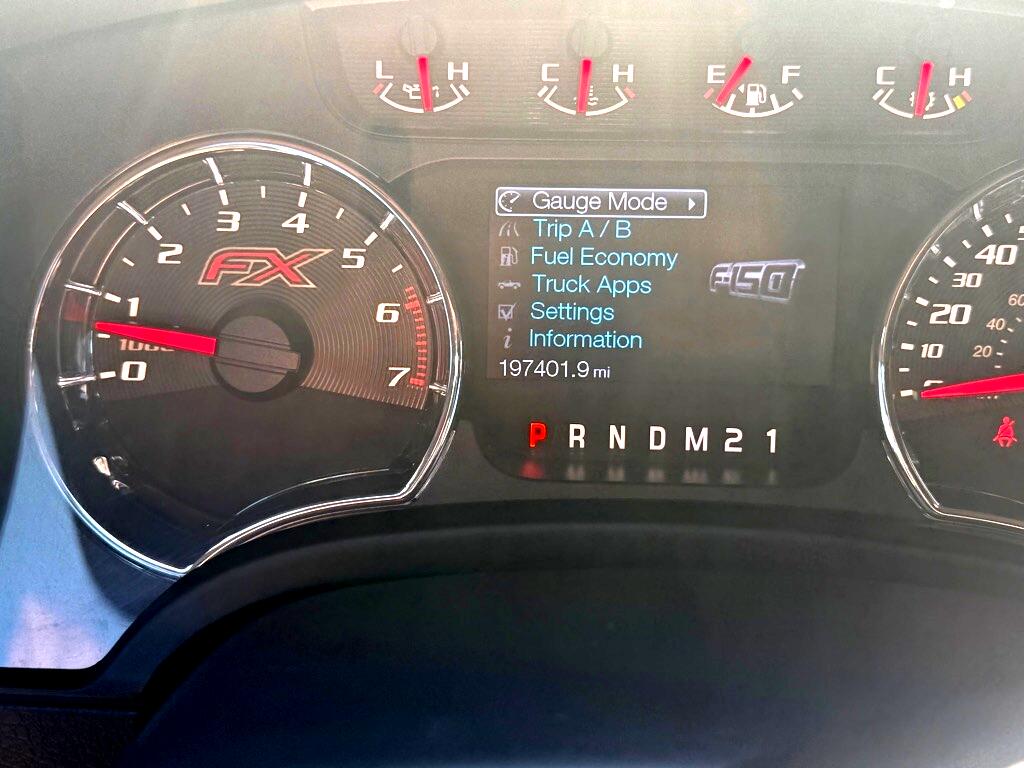 L H C H E F C H
Gauge Mode
Trip A / B
Fuel Economy
Truck Apps
Settings
i Information
197401.9 mi
F-150
P R N D M 2 1
0 1 2 3 4 5 6 7
FX
10 20 30 40
20 40 60